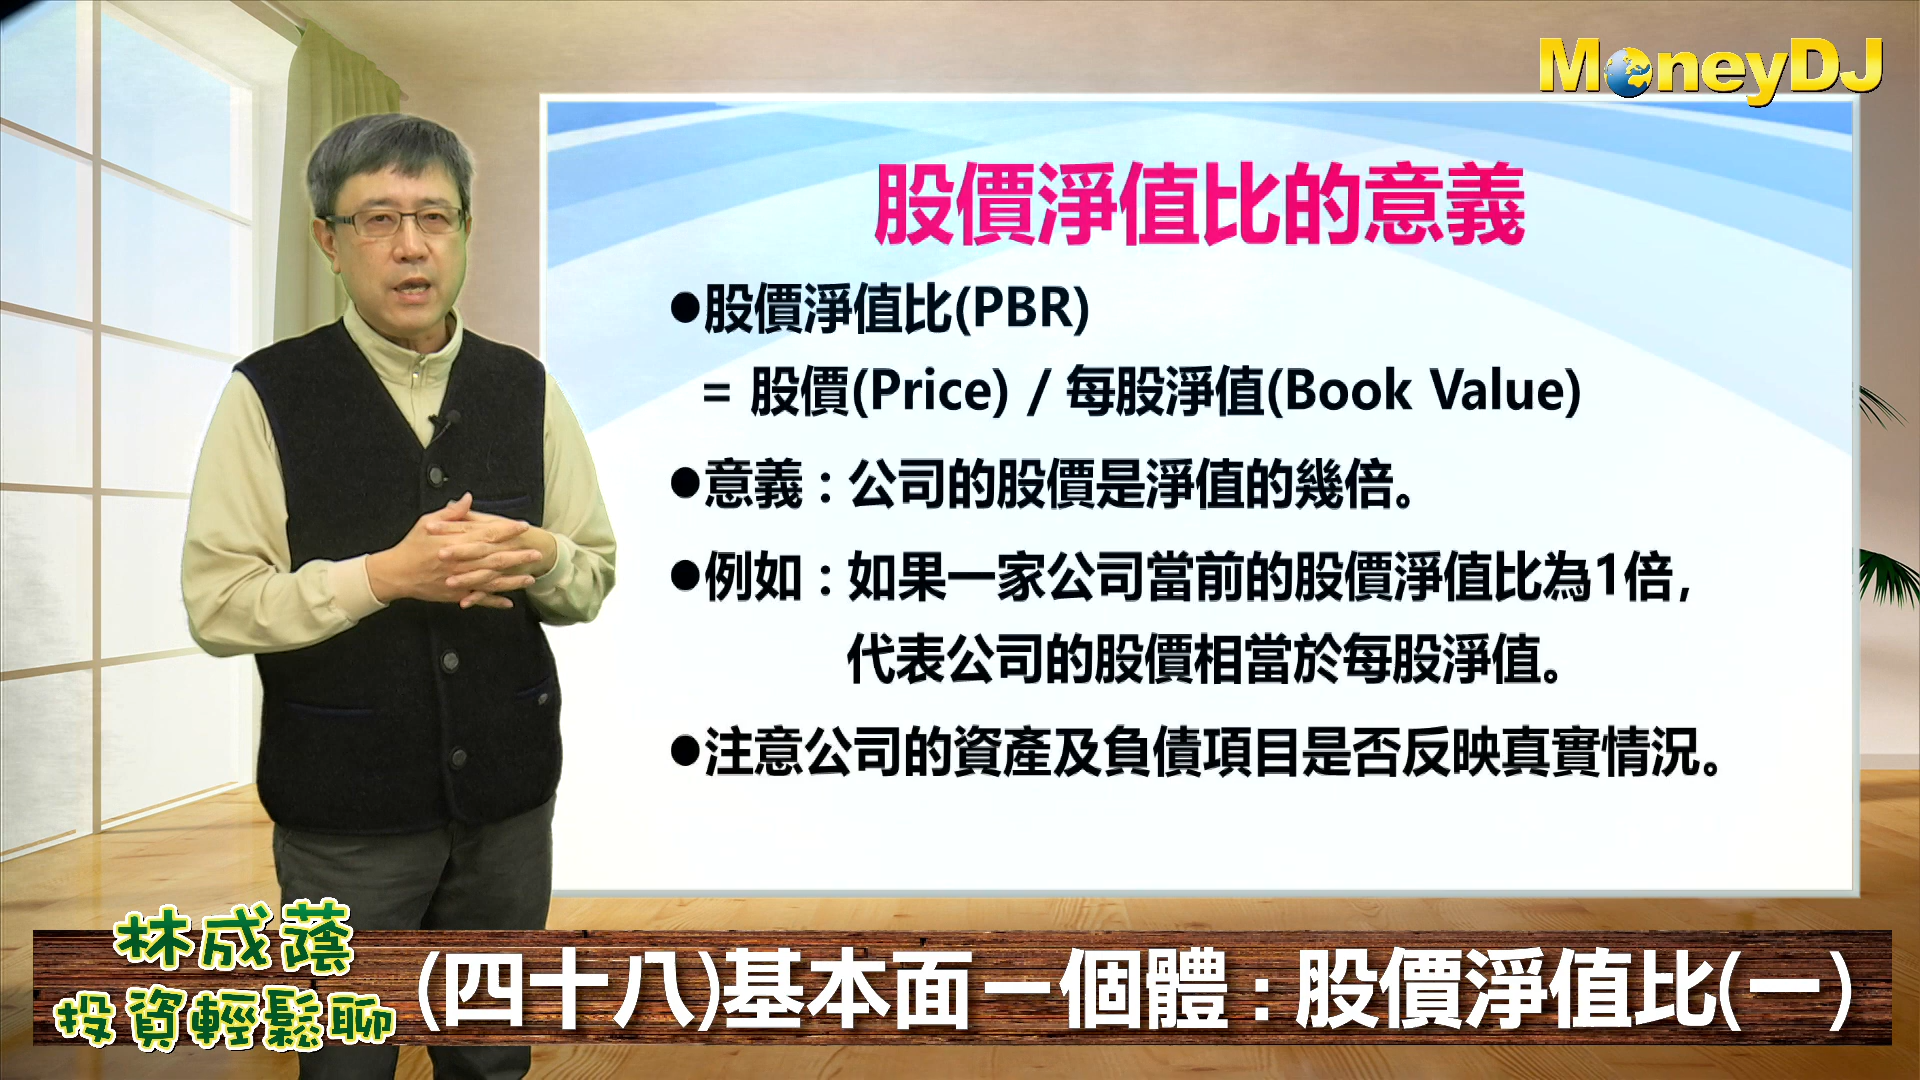 MoneyDJ
股價淨值比的意義
●股價淨值比(PBR)
= 股價(Price) / 每股淨值(Book Value)
●意義：公司的股價是淨值的幾倍。
●例如：如果一家公司當前的股價淨值比為1倍，
代表公司的股價相當於每股淨值。
●注意公司的資產及負債項目是否反映真實情況。
林成蔭
投資輕鬆聊
(四十八)基本面－個體：股價淨值比(一)